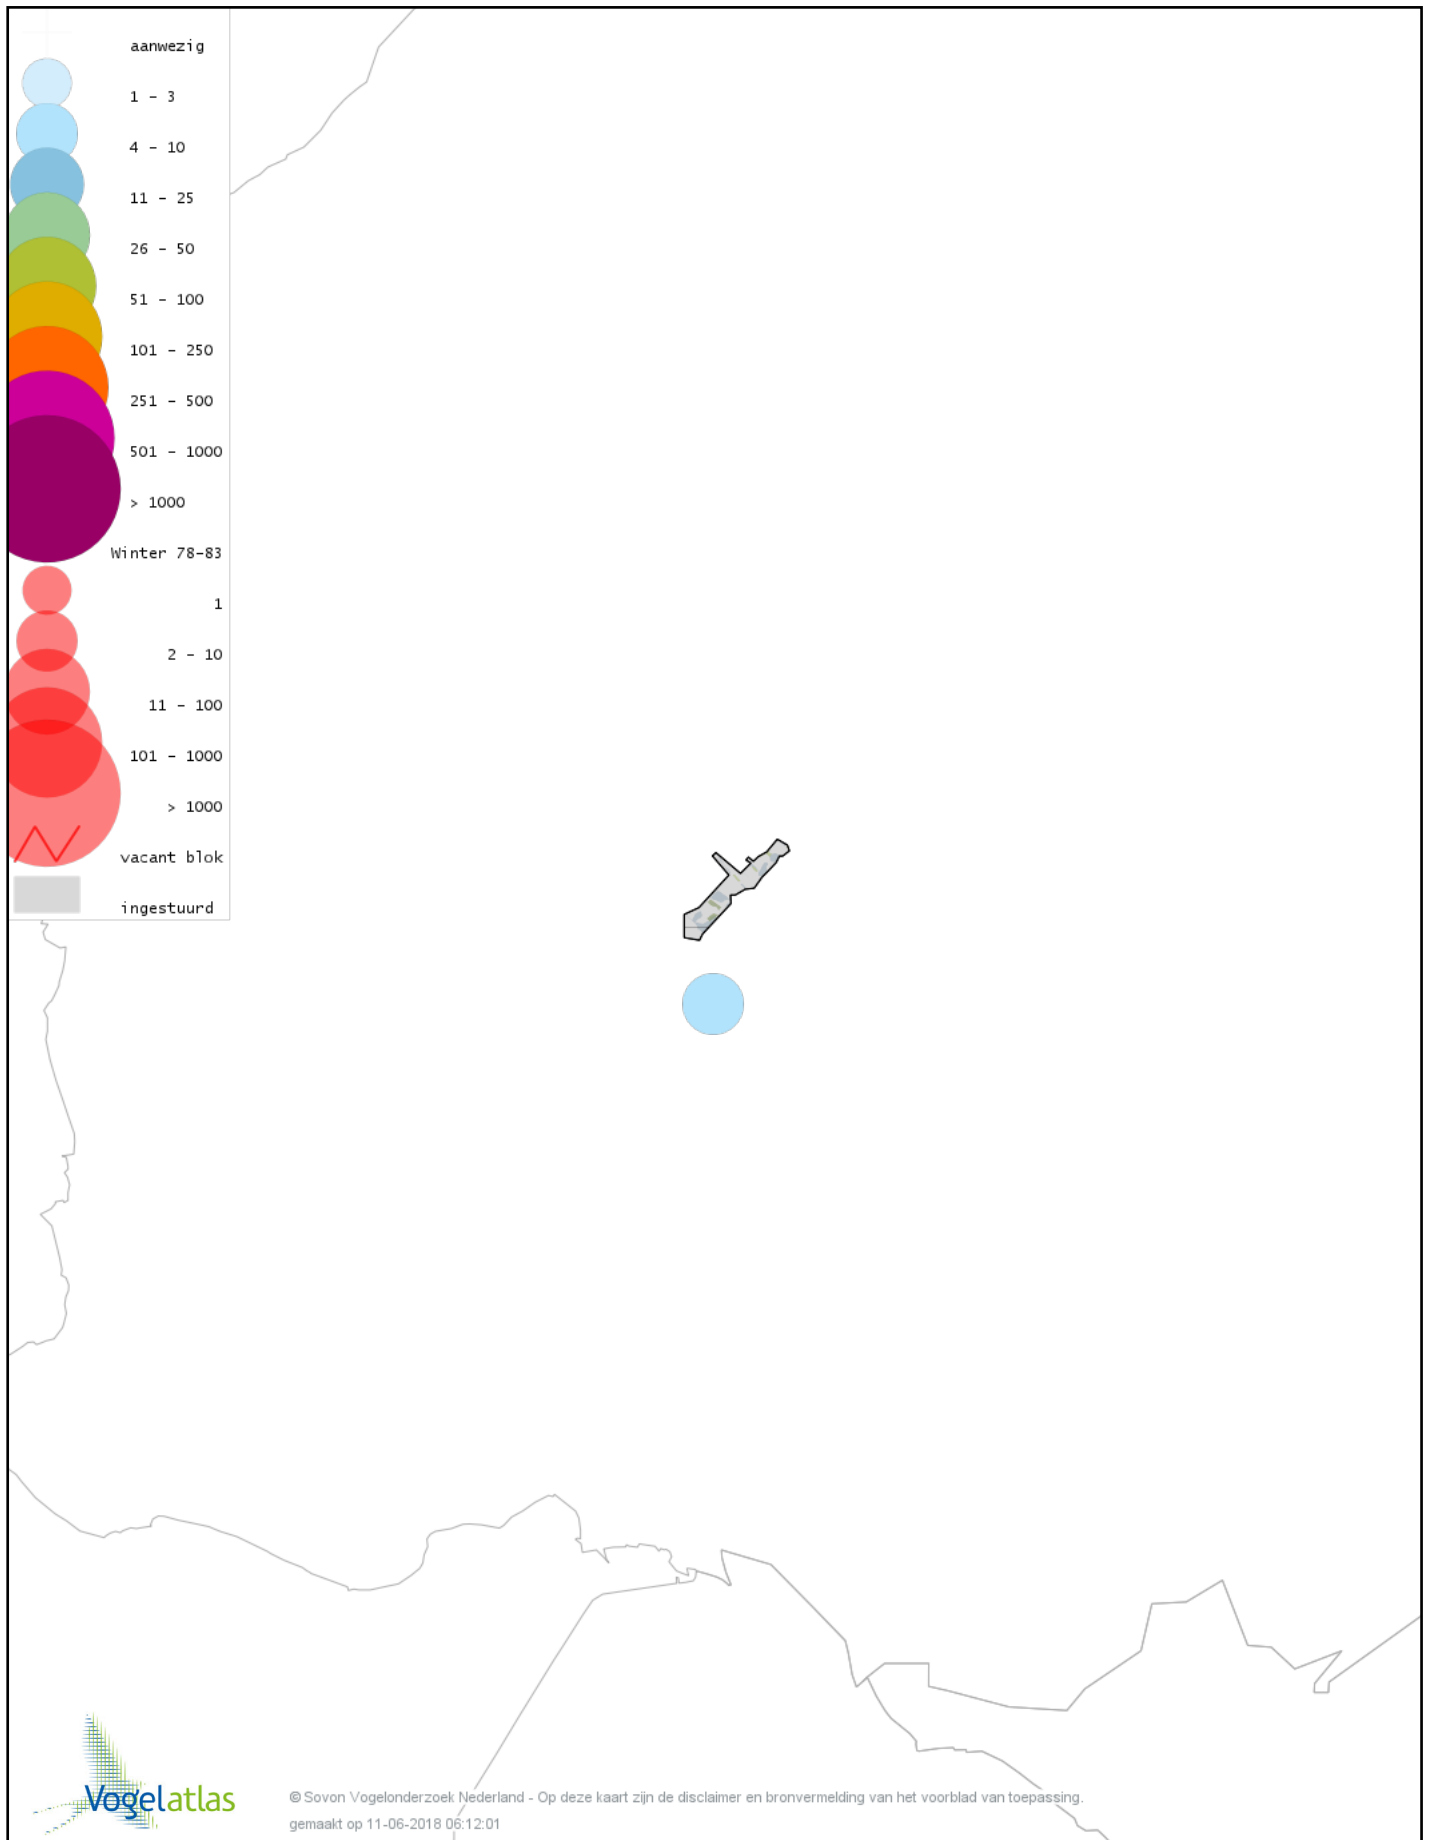 aanwezig
1 - 3
4 - 10
11 - 25
26 - 50
51 - 100
101 - 250
251 - 500
501 - 1000
> 1000
Winter 78-83
1
2 - 10
11 - 100
101 - 1000
> 1000
vacant blok
ingestuurd
Vogelatlas
© Sovon Vogelonderzoek Nederland - Op deze kaart zijn de disclaimer en bronvermelding van het voorblad van toepassing.
gemaakt op 11-06-2018 06:12:01